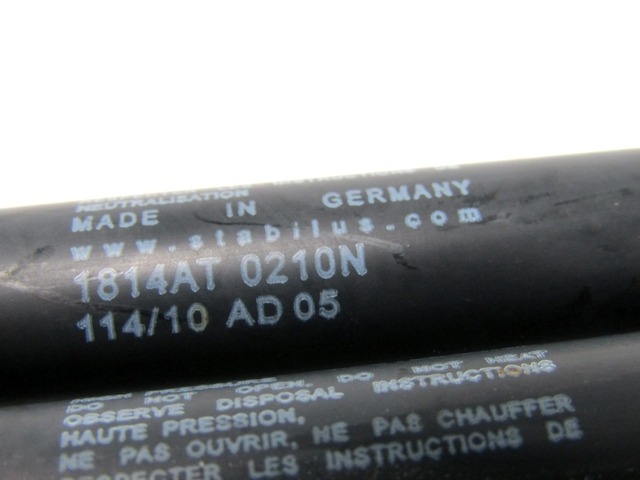 NEUTRALISATION
MADE IN GERMANY
www.stabilus.com
1814AT 0210N
114/10 AD 05
DO NOT OPEN, DO NOT HEAT
OBSERVE DISPOSAL INSTRUCTIONS
HAUTE PRESSION,
NE PAS OUVRIR, NE PAS CHAUFFER
RESPECTER LES INSTRUCTIONS DE